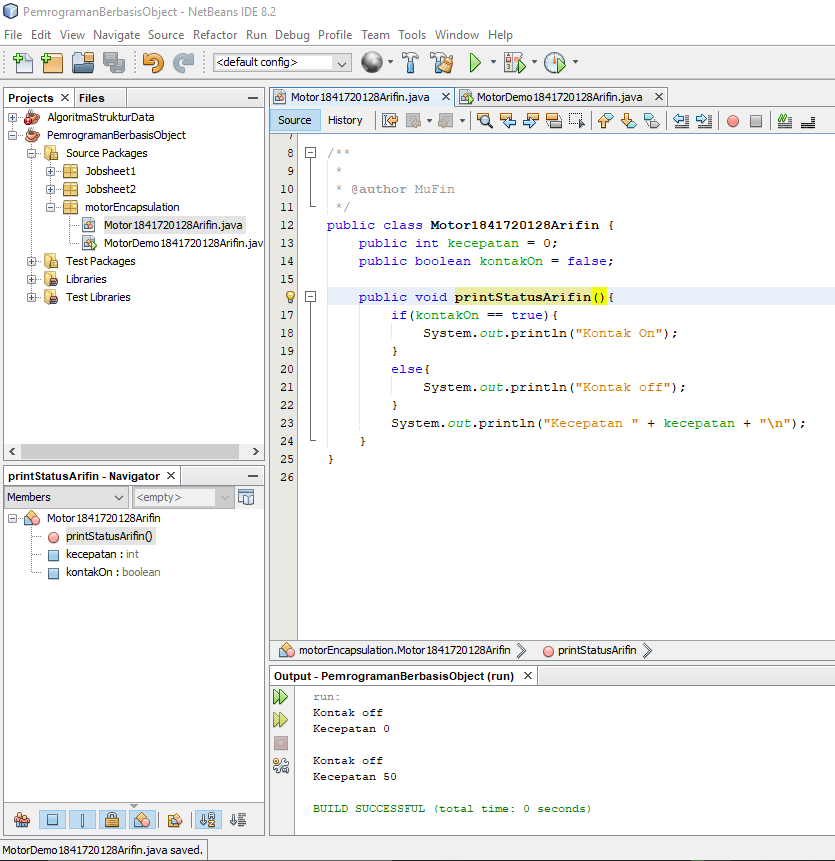 PemrogramanBerbasisObject - NetBeans IDE 8.2
File Edit View Navigate Source Refactor Run Debug Profile Team Tools Window Help
<default config>
Projects Files
AlgoritmaStrukturData
PemrogramanBerbasisObject
Source Packages
Jobsheet1
Jobsheet2
motorEncapsulation
Motor1841720128Arifin.java
MotorDemo1841720128Arifin.jav
Test Packages
Libraries
Test Libraries
printStatusArifin - Navigator
Members <empty>
Motor1841720128Arifin
printStatusArifin()
kecepatan : int
kontakOn : boolean
Motor1841720128Arifin.java MotorDemo1841720128Arifin.java
Source History
7
8 /**
9 *
10 * @author MuFin
11 */
12 public class Motor1841720128Arifin {
13 public int kecepatan = 0;
14 public boolean kontakOn = false;
15
public void printStatusArifin(){
17 if(kontakOn == true){
18 System.out.println("Kontak On");
19 }
20 else{
21 System.out.println("Kontak off");
22 }
23 System.out.println("Kecepatan " + kecepatan + "\n");
24 }
25 }
26
motorEncapsulation.Motor1841720128Arifin printStatusArifin
Output - PemrogramanBerbasisObject (run)
run:
Kontak off
Kecepatan 0
Kontak off
Kecepatan 50
BUILD SUCCESSFUL (total time: 0 seconds)
MotorDemo1841720128Arifin.java saved.